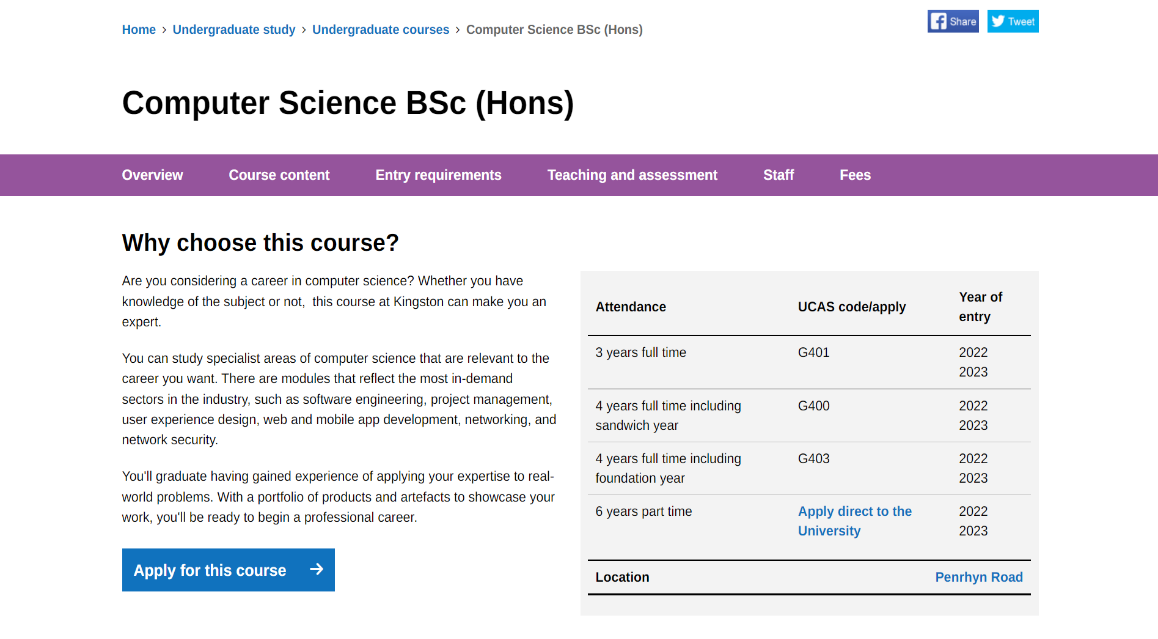 Home › Undergraduate study › Undergraduate courses › Computer Science BSc (Hons)
Share
Tweet
Computer Science BSc (Hons)
Overview
Course content
Entry requirements
Teaching and assessment
Staff
Fees
Why choose this course?
Are you considering a career in computer science? Whether you have
knowledge of the subject or not,  this course at Kingston can make you an
expert.
You can study specialist areas of computer science that are relevant to the
career you want. There are modules that reflect the most in-demand
sectors in the industry, such as software engineering, project management,
user experience design, web and mobile app development, networking, and
network security.
You'll graduate having gained experience of applying your expertise to real-
world problems. With a portfolio of products and artefacts to showcase your
work, you'll be ready to begin a professional career.
Apply for this course →
Attendance
UCAS code/apply
Year of
entry
3 years full time
G401
2022
2023
4 years full time including
sandwich year
G400
2022
2023
4 years full time including
foundation year
G403
2022
2023
6 years part time
Apply direct to the
University
2022
2023
Location
Penrhyn Road